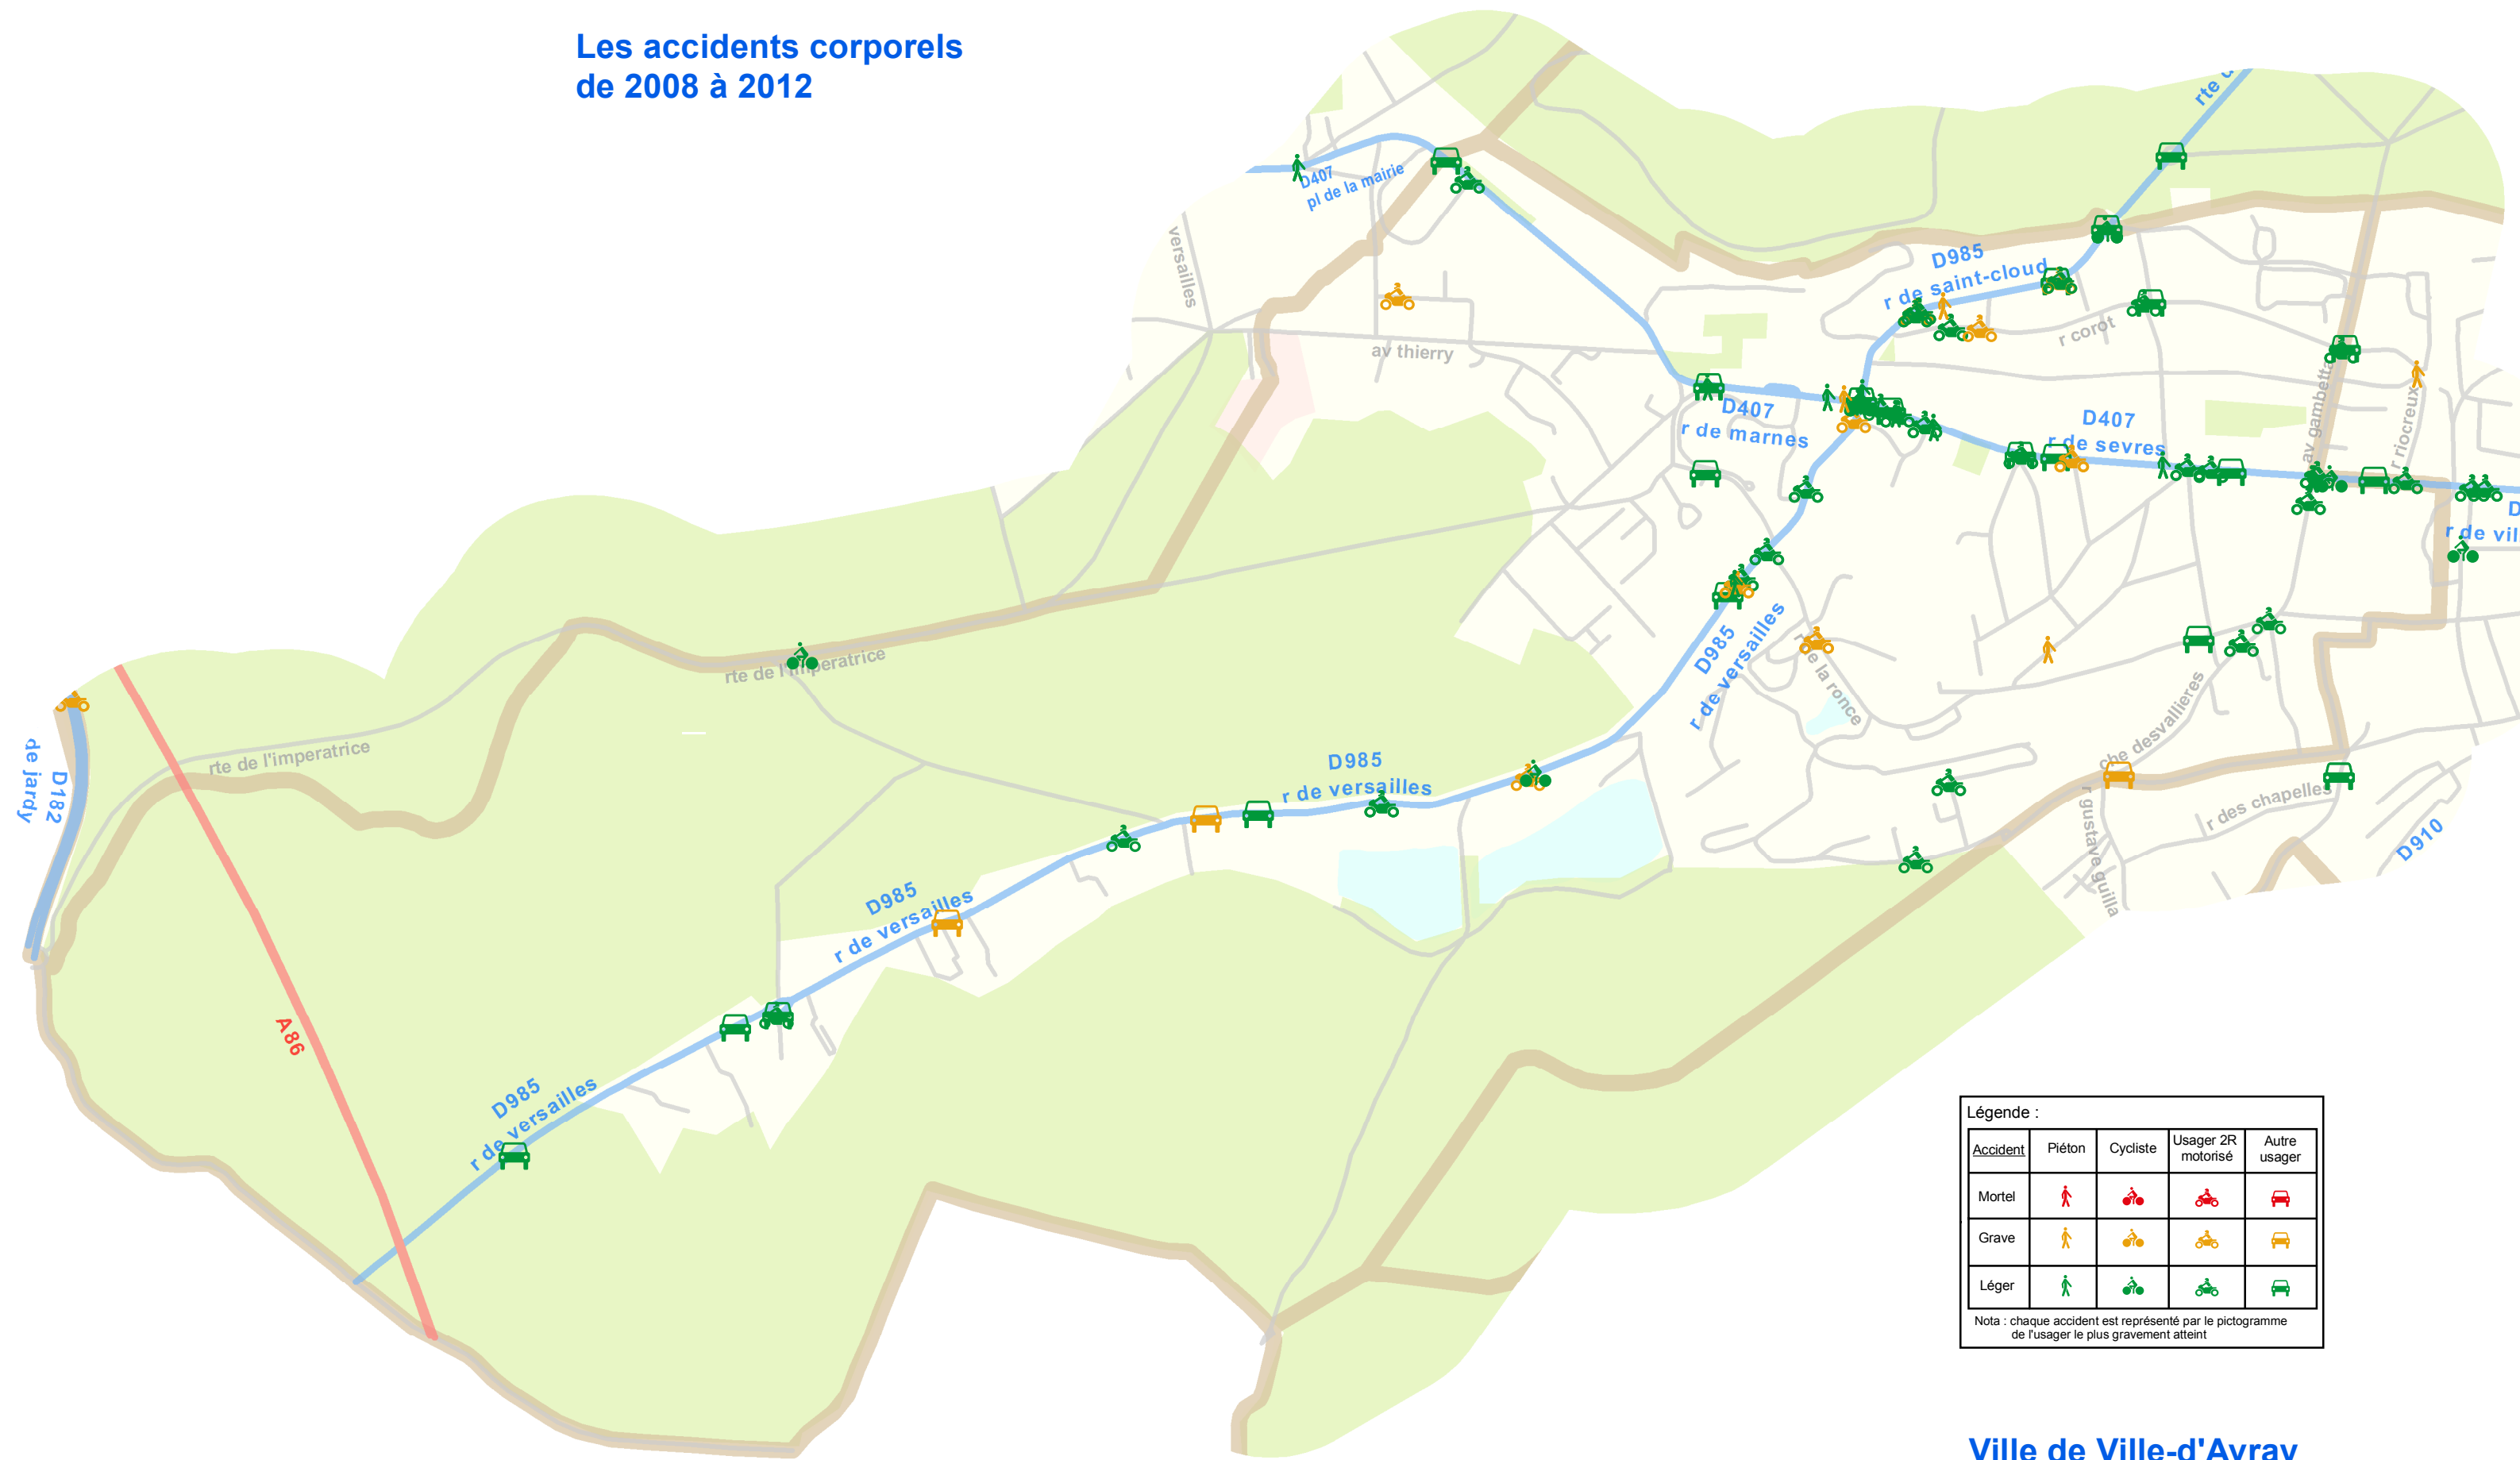 Les accidents corporels
de 2008 à 2012
rte d
D407
pl de la mairie
versailles
D985
r de saint-cloud
r corot
av thierry
av gambetta
r riocreux
D407
r de marnes
D407
r de sevres
D
r de vil
D985
r de versailles
r de la ronce
rte de l'imperatrice
rte de l'imperatrice
D182
de jardy
D985
r de versailles
che desvallieres
r des chapelles
r gustave guilla
D910
D985
r de versailles
A86
D985
r de versailles
Légende :
Accident Piéton Cycliste Usager 2R motorisé Autre usager
Mortel
Grave
Léger
Nota : chaque accident est représenté par le pictogramme
de l'usager le plus gravement atteint
Ville de Ville-d'Avray